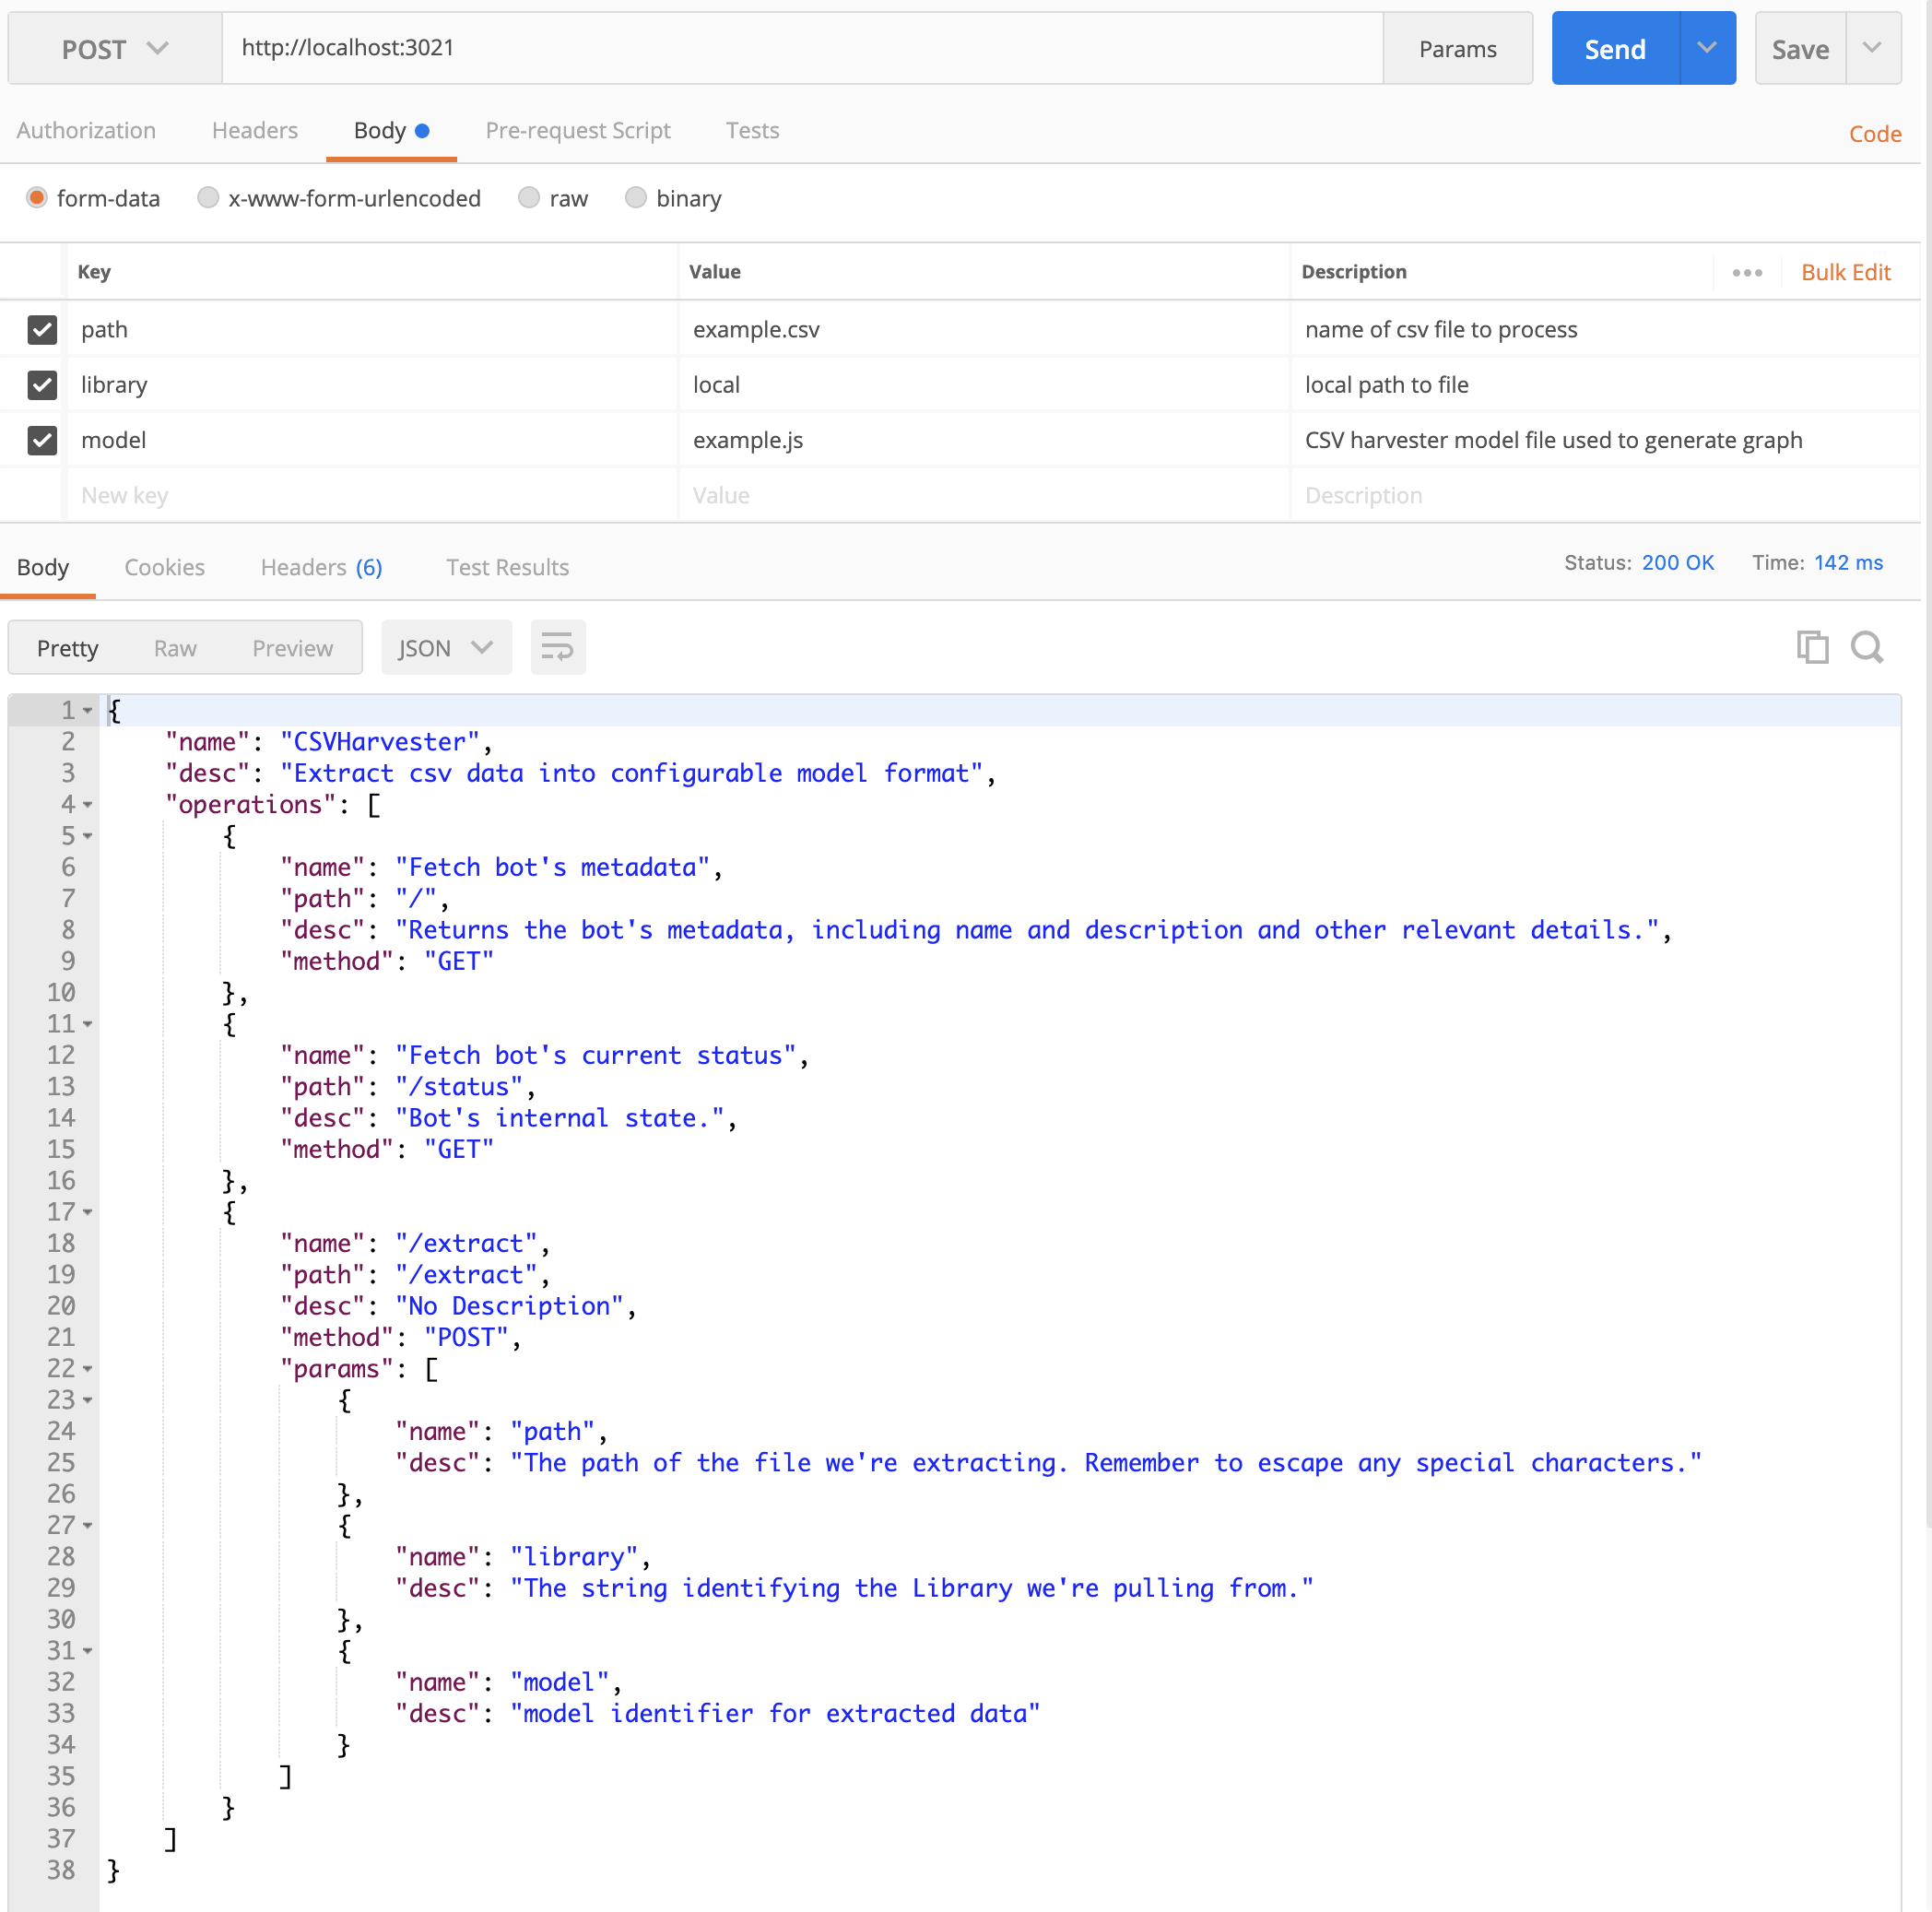 POST http://localhost:3021 Params Send Save
Authorization Headers Body Pre-request Script Tests Code
form-data x-www-form-urlencoded raw binary
Key Value Description ••• Bulk Edit
path example.csv name of csv file to process
library local local path to file
model example.js CSV harvester model file used to generate graph
New key Value Description
Body Cookies Headers (6) Test Results Status: 200 OK Time: 142 ms
Pretty Raw Preview JSON
1 {
2 "name": "CSVHarvester",
3 "desc": "Extract csv data into configurable model format",
4 "operations": [
5 {
6 "name": "Fetch bot's metadata",
7 "path": "/",
8 "desc": "Returns the bot's metadata, including name and description and other relevant details.",
9 "method": "GET"
10 },
11 {
12 "name": "Fetch bot's current status",
13 "path": "/status",
14 "desc": "Bot's internal state.",
15 "method": "GET"
16 },
17 {
18 "name": "/extract",
19 "path": "/extract",
20 "desc": "No Description",
21 "method": "POST",
22 "params": [
23 {
24 "name": "path",
25 "desc": "The path of the file we're extracting. Remember to escape any special characters."
26 },
27 {
28 "name": "library",
29 "desc": "The string identifying the Library we're pulling from."
30 },
31 {
32 "name": "model",
33 "desc": "model identifier for extracted data"
34 }
35 ]
36 }
37 ]
38 }